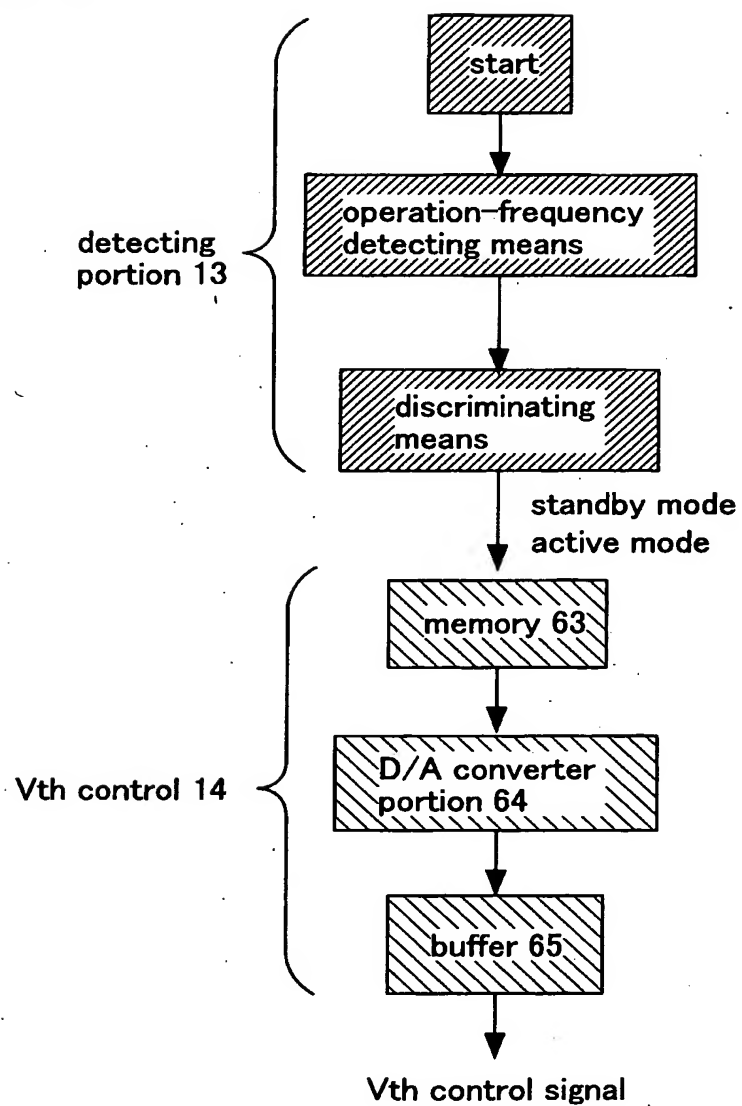 start
operation-frequency
detecting means
detecting
portion 13
discriminating
means
standby mode
active mode
memory 63
D/A converter
portion 64
Vth control 14
buffer 65
Vth control signal